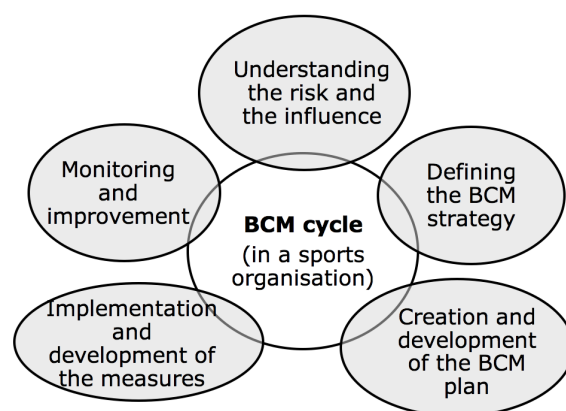 Understanding
the risk and
the influence
Defining
the BCM
strategy
Creation and
development
of the BCM
plan
Implementation
and
development of
the measures
Monitoring
and
improvement
BCM cycle
(in a sports
organisation)